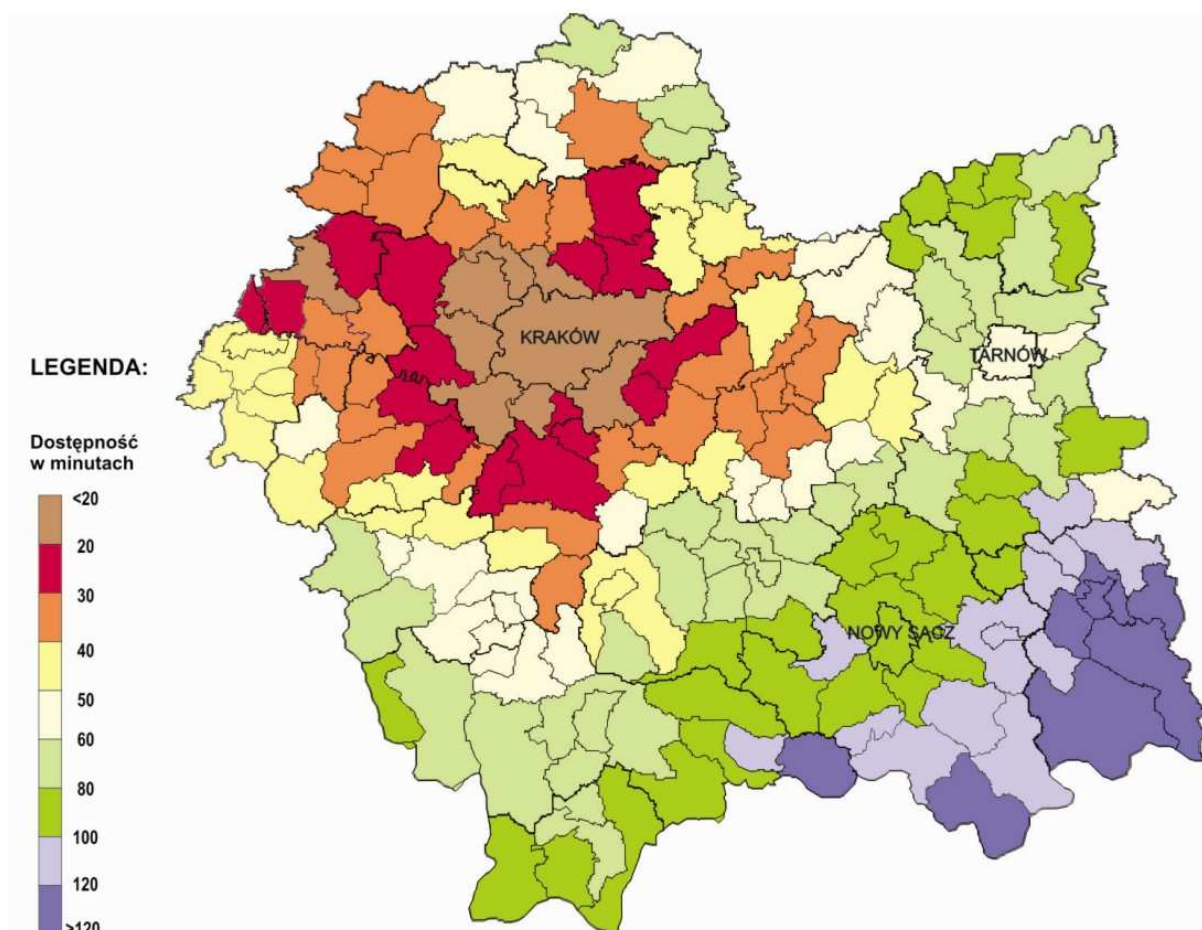 KRAKÓW
TARNÓW
NOWY SĄCZ
LEGENDA:
Dostępność
w minutach
<20
20
30
40
50
60
80
100
120
>120